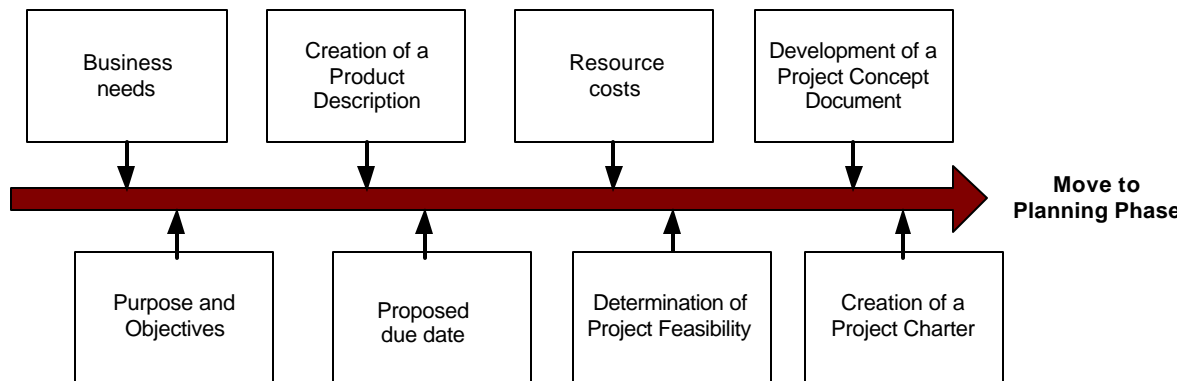 Business
needs
Creation of a
Product
Description
Resource
costs
Development of a
Project Concept
Document
Move to
Planning Phase
Purpose and
Objectives
Proposed
due date
Determination of
Project Feasibility
Creation of a
Project Charter